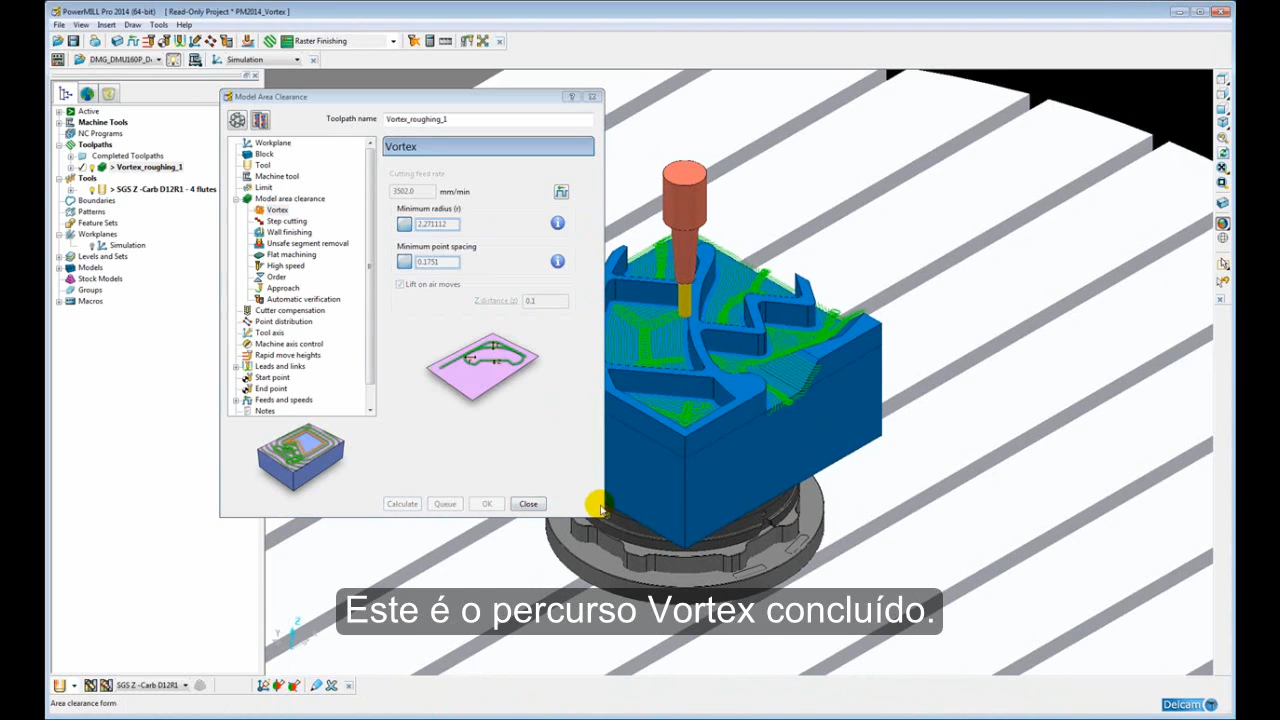 PowerMILL Pro 2014 (64-bit) - [ Read-Only Project * PM2014_Vortex ]
File View Insert Draw Tools Help
Raster Finishing
DMG_DMU160P_D Simulation
Active
Machine Tools
NC Programs
Toolpaths
Completed Toolpaths
> Vortex_roughing_1
Tools
> SGS Z -Carb D12R1 - 4 flutes
Boundaries
Patterns
Feature Sets
Workplanes
Simulation
Levels and Sets
Models
Stock Models
Groups
Macros
Model Area Clearance
Toolpath name Vortex_roughing_1
Workplane
Block
Tool
Machine tool
Limit
Model area clearance
Vortex
Step cutting
Wall finishing
Unsafe segment removal
Flat machining
High speed
Order
Approach
Automatic verification
Cutter compensation
Point distribution
Tool axis
Machine axis control
Rapid move heights
Leads and links
Start point
End point
Feeds and speeds
Notes
Vortex
Cutting feed rate
3502.0 mm/min
Minimum radius (r)
2.271112
Minimum point spacing
0.1751
Lift on air moves
Z distance (z) 0.1
Calculate Queue OK Close
Este é o percurso Vortex concluído.
Z
Y
SGS Z -Carb D12R1
Area clearance form
Delcam